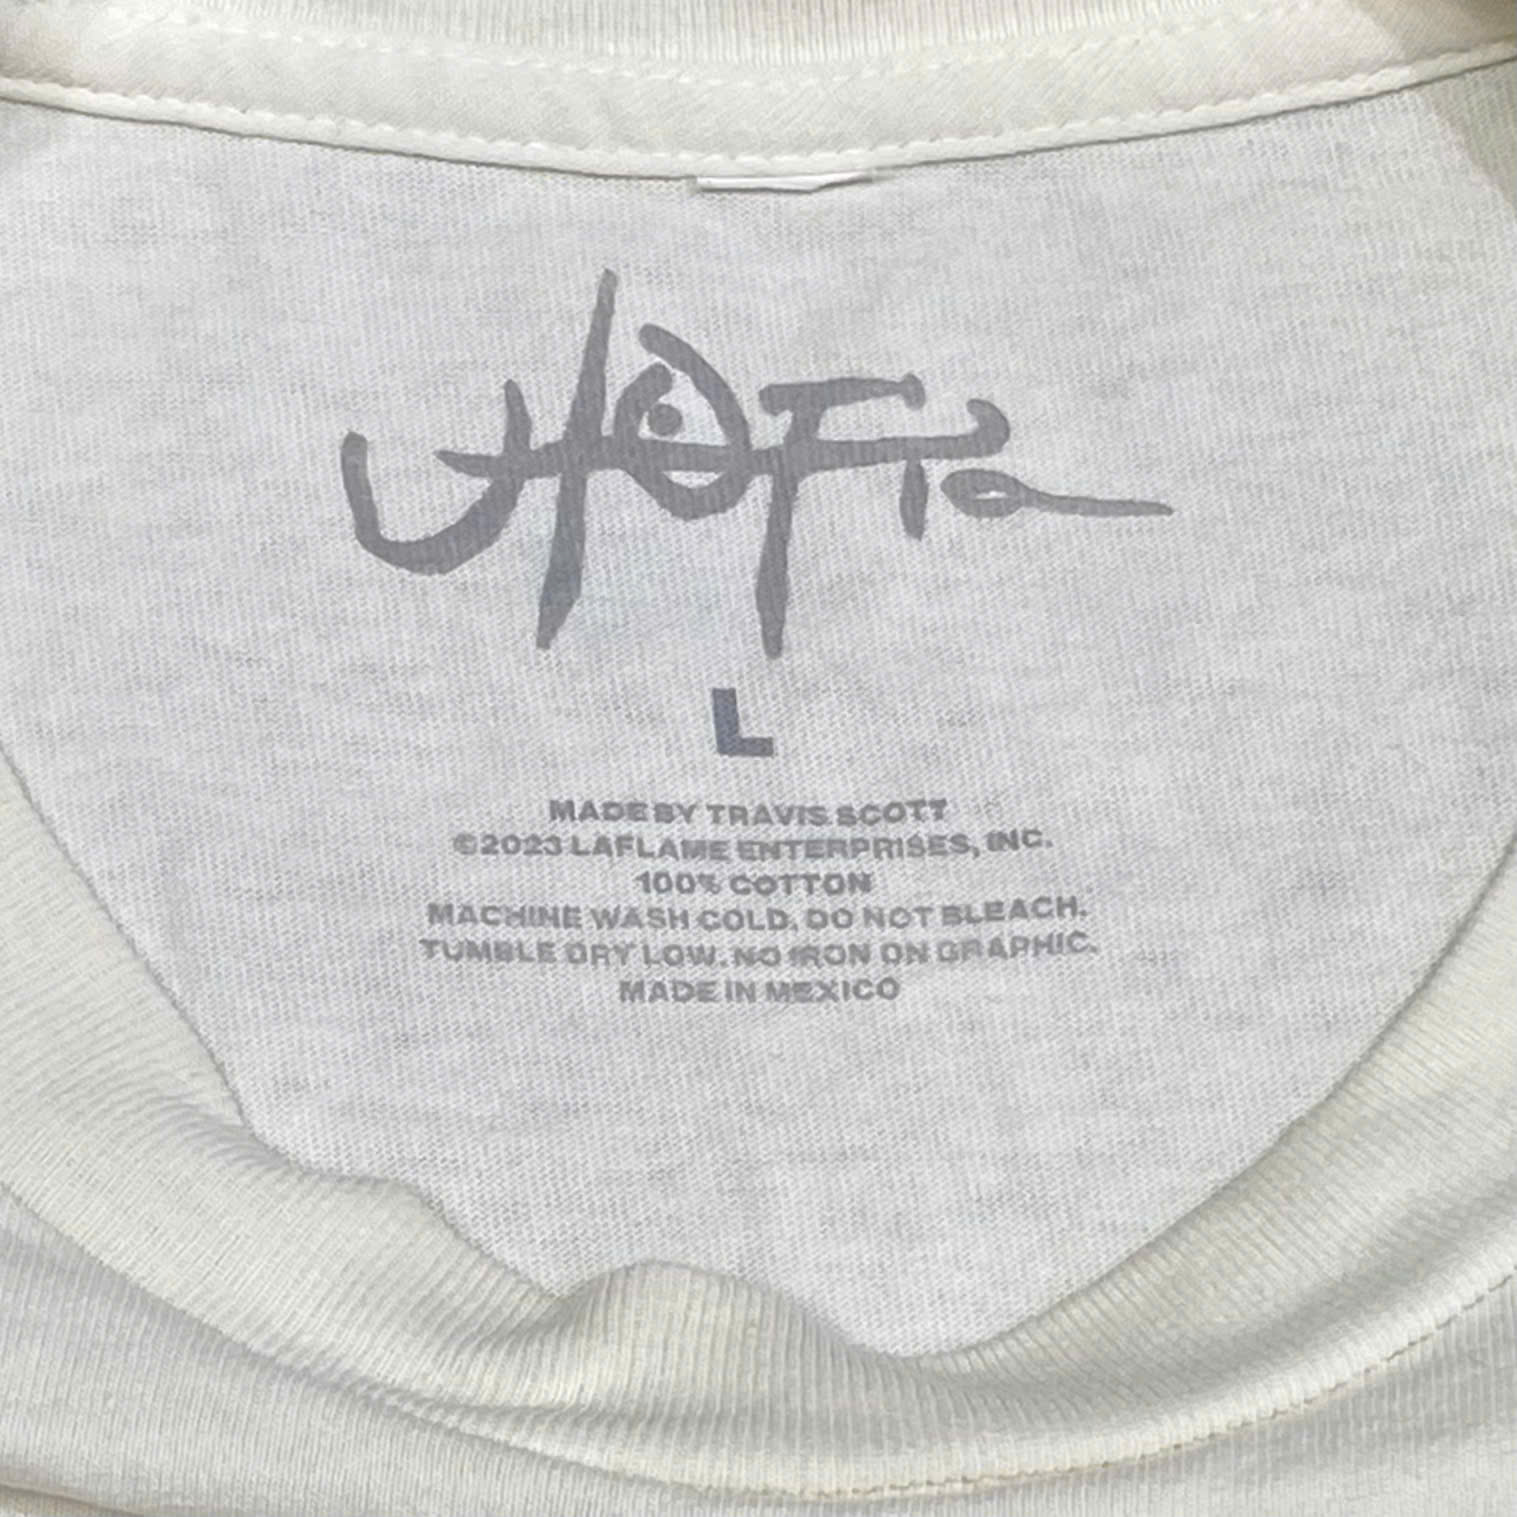 UTOPIA
L
MADE BY TRAVIS SCOTT
©2023 LAFLAME ENTERPRISES, INC.
100% COTTON
MACHINE WASH COLD. DO NOT BLEACH.
TUMBLE DRY LOW. NO IRON ON GRAPHIC.
MADE IN MEXICO